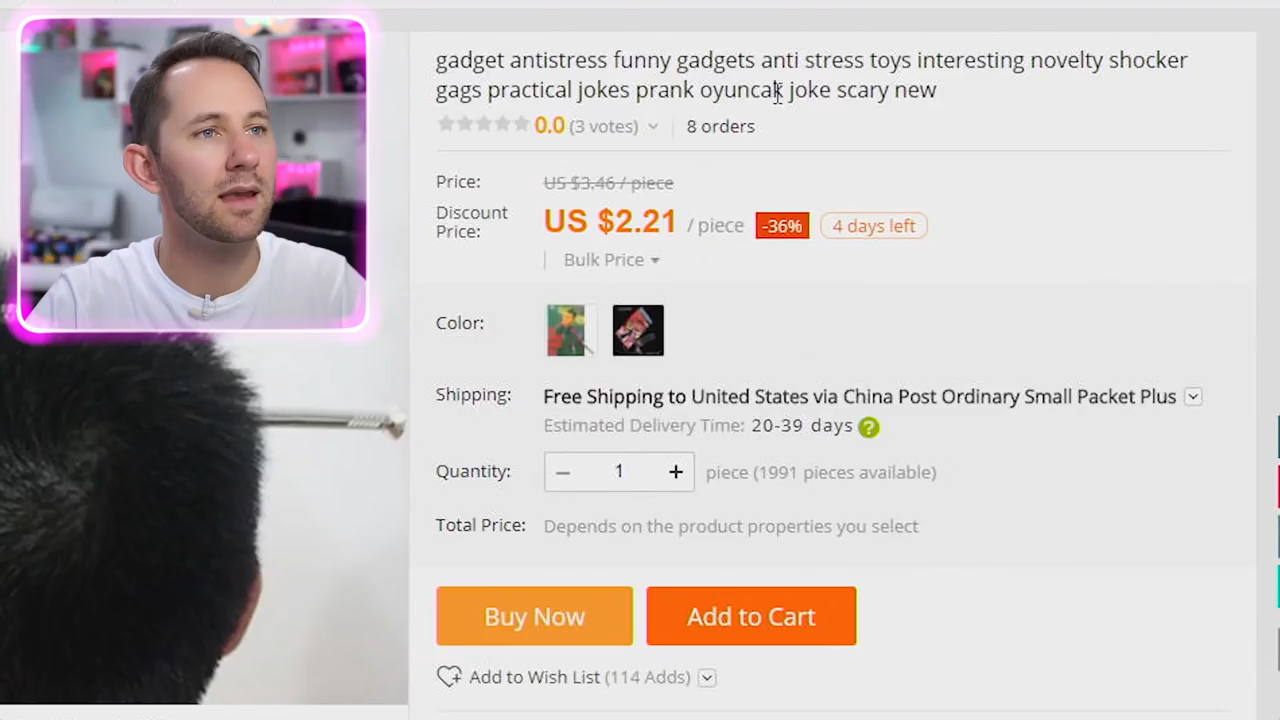 gadget antistress funny gadgets anti stress toys interesting novelty shocker
gags practical jokes prank oyuncak joke scary new
0.0 (3 votes) 8 orders
Price: US $3.46 / piece
Discount Price: US $2.21 / piece -36% 4 days left
Bulk Price
Color:
Shipping: Free Shipping to United States via China Post Ordinary Small Packet Plus
Estimated Delivery Time: 20-39 days ?
Quantity: − 1 + piece (1991 pieces available)
Total Price: Depends on the product properties you select
Buy Now Add to Cart
Add to Wish List (114 Adds)